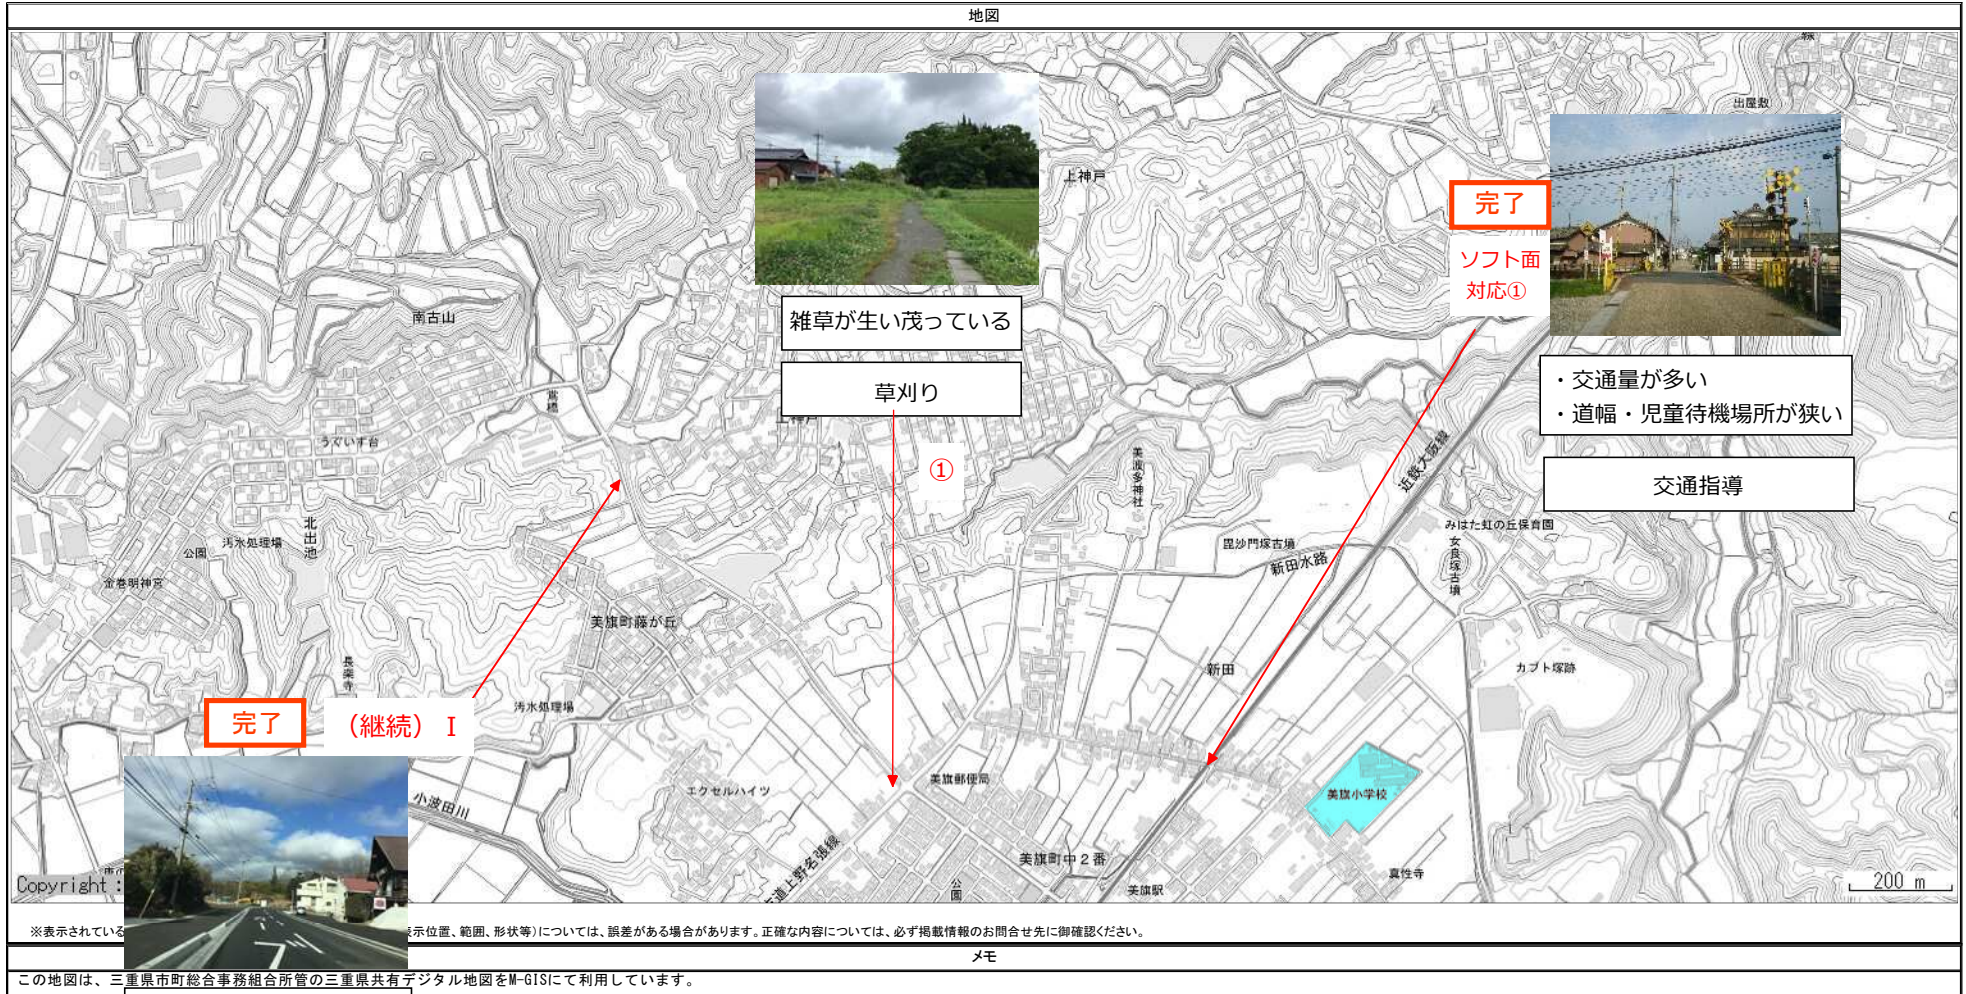 地図
出屋敷
上神戸
完了
ソフト面
対応①
雑草が生い茂っている
草刈り
・交通量が多い
・道幅・児童待機場所が狭い
交通指導
南古山
鴬橋
上神戸
うぐいす台
①
美波多神社
近鉄大阪線
みはた虹の丘保育園
女良塚古墳
毘沙門塚古墳
新田水路
北出池
汚水処理場
公園
金巻明神宮
美旗町藤が丘
長楽寺
新田
カブト塚跡
完了
（継続）Ⅰ
汚水処理場
エクセルハイツ
美旗郵便局
美旗小学校
小波田川
道上野名張線
美旗町中２番
公園
美旗駅
真性寺
Copyright :
200 m
※表示されている
示位置、範囲、形状等）については、誤差がある場合があります。正確な内容については、必ず掲載情報のお問合せ先に御確認ください。
メモ
この地図は、三重県市町総合事務組合所管の三重県共有デジタル地図をM-GISにて利用しています。